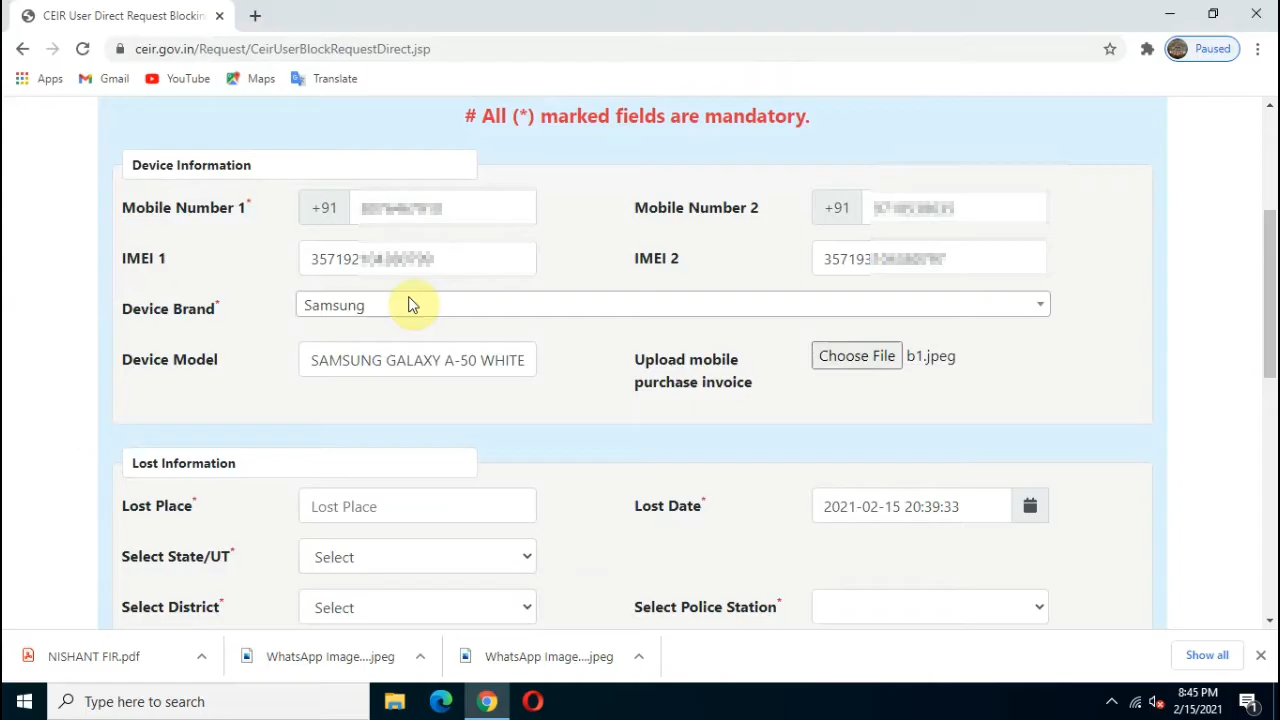 CEIR User Direct Request Blockin
ceir.gov.in/Request/CeirUserBlockRequestDirect.jsp
Paused
Apps
Gmail
YouTube
Maps
Translate
# All (*) marked fields are mandatory.
Device Information
Mobile Number 1*
+91
Mobile Number 2
+91
IMEI 1
357192
IMEI 2
357193
Device Brand*
Samsung
Device Model
SAMSUNG GALAXY A-50 WHITE
Upload mobile
purchase invoice
Choose File b1.jpeg
Lost Information
Lost Place*
Lost Place
Lost Date*
2021-02-15 20:39:33
Select State/UT*
Select
Select District*
Select
Select Police Station*
NISHANT FIR.pdf
WhatsApp Image....jpeg
WhatsApp Image....jpeg
Show all
Type here to search
8:45 PM
2/15/2021
1